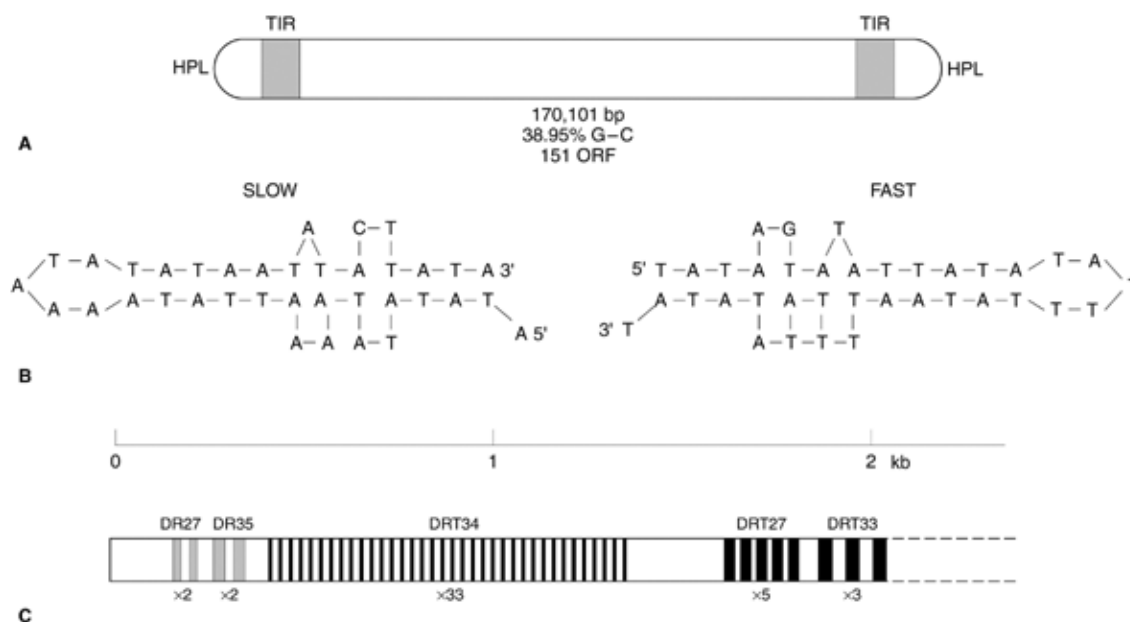 TIR TIR
HPL HPL
170,101 bp
38.95% G–C
151 ORF
A
SLOW FAST
A C–T A–G T
T–A T–A–T–A–A–T T–A T–A–T–A 3' 5' T–A–T–A T–A A–T–T–A–T–A T–A
A
A–A–A–T–A–T–T–A–A–T–A–T–A–T A–T–A–T–A–T–T–A–A–T–A–T T–T
A–A A–T A 5' 3' T A–T–T–T
B
0 1 2 kb
DR27 DR35 DRT34 DRT27 DRT33
×2 ×2 ×33 ×5 ×3
C